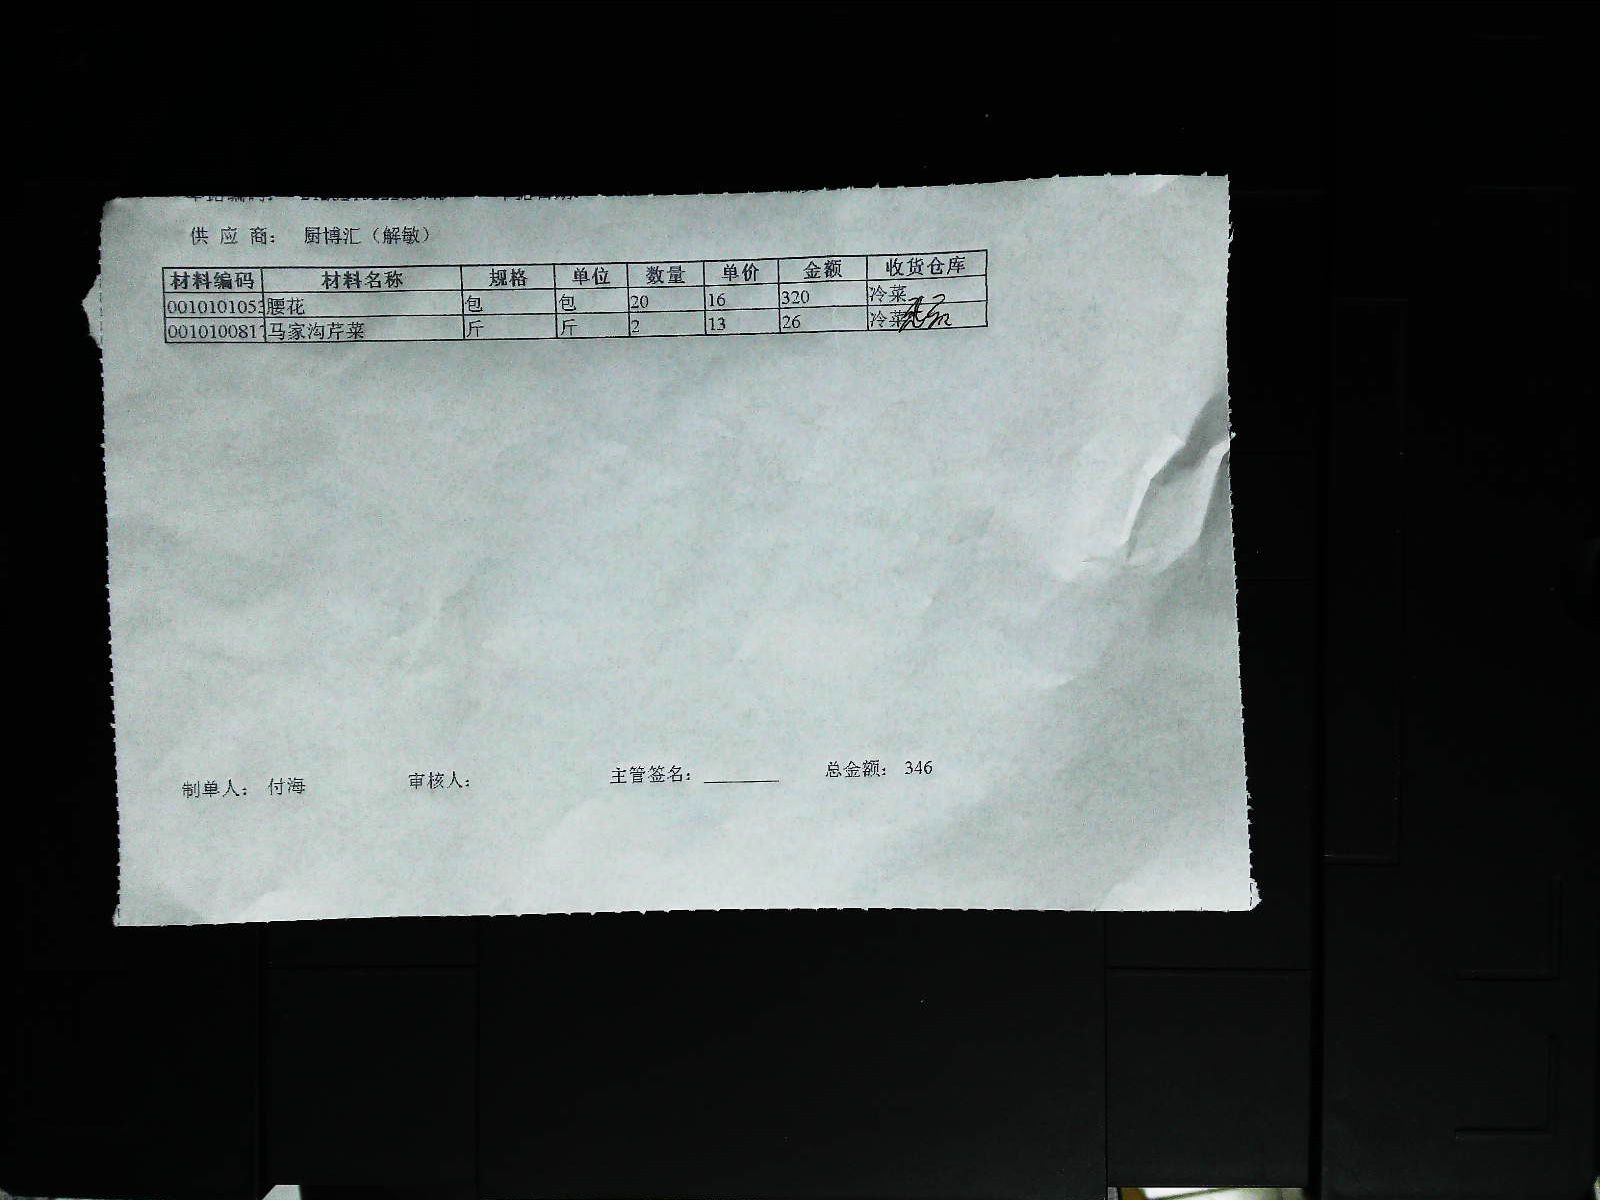 供 应 商： 厨博汇（解敏）
材料编码 材料名称 规格 单位 数量 单价 金额 收货仓库
0010101053 腰花 包 包 20 16 320 冷菜
001010081 马家沟芹菜 斤 斤 2 13 26 冷菜
制单人： 付海 审核人： 主管签名：________ 总金额： 346